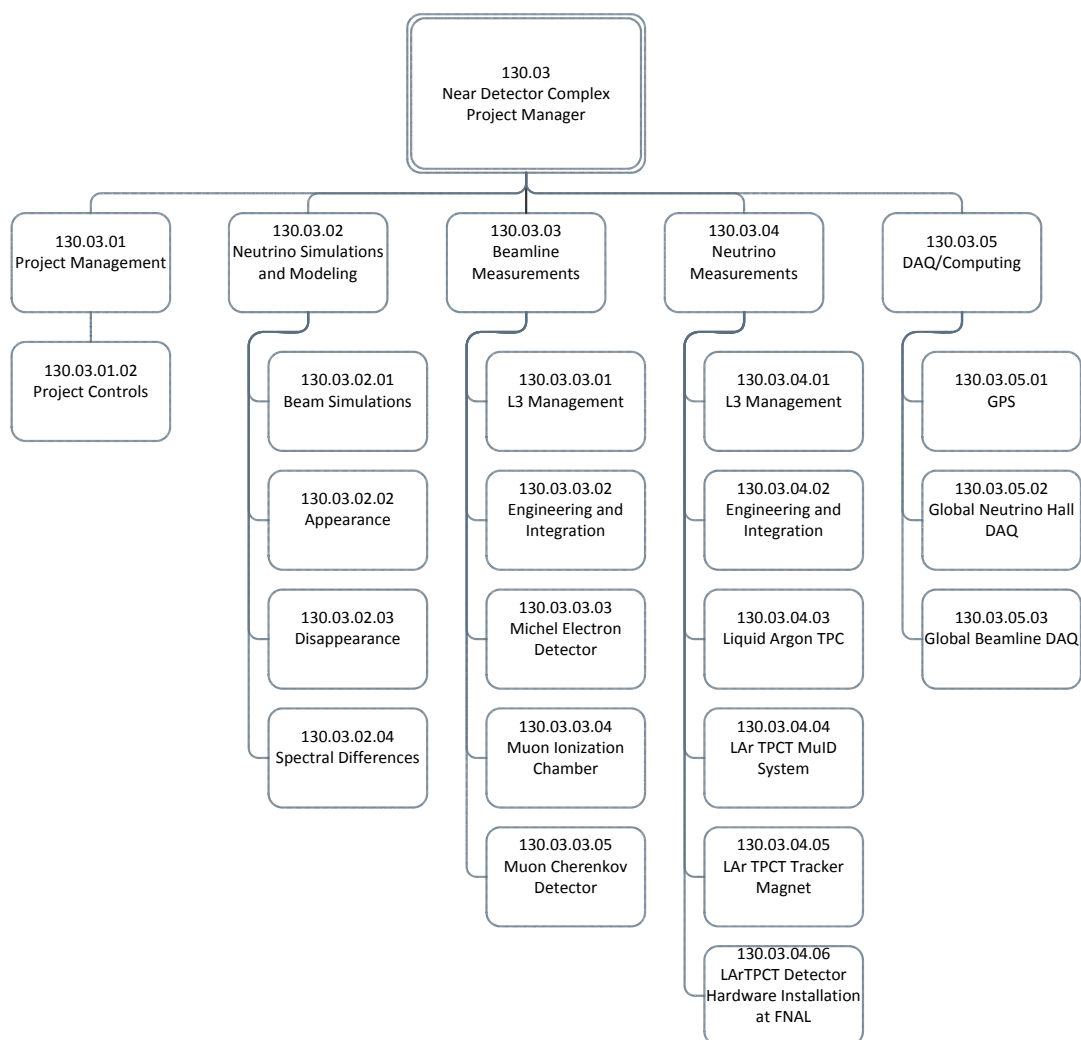 130.03
Near Detector Complex
Project Manager
130.03.01
Project Management
130.03.01.02
Project Controls
130.03.02
Neutrino Simulations
and Modeling
130.03.02.01
Beam Simulations
130.03.02.02
Appearance
130.03.02.03
Disappearance
130.03.02.04
Spectral Differences
130.03.03
Beamline
Measurements
130.03.03.01
L3 Management
130.03.03.02
Engineering and
Integration
130.03.03.03
Michel Electron
Detector
130.03.03.04
Muon Ionization
Chamber
130.03.03.05
Muon Cherenkov
Detector
130.03.04
Neutrino
Measurements
130.03.04.01
L3 Management
130.03.04.02
Engineering and
Integration
130.03.04.03
Liquid Argon TPC
130.03.04.04
LAr TPCT MuID
System
130.03.04.05
LAr TPCT Tracker
Magnet
130.03.04.06
LArTPCT Detector
Hardware Installation
at FNAL
130.03.05
DAQ/Computing
130.03.05.01
GPS
130.03.05.02
Global Neutrino Hall
DAQ
130.03.05.03
Global Beamline DAQ